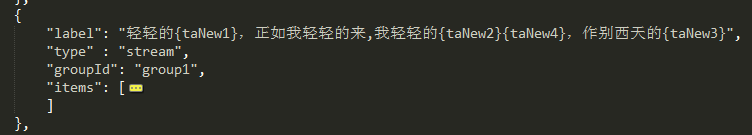 },
{
"label": "轻轻的{taNew1}，正如我轻轻的来,我轻轻的{taNew2}{taNew4}，作别西天的{taNew3}",
"type" : "stream",
"groupId": "group1",
"items": [
]
},